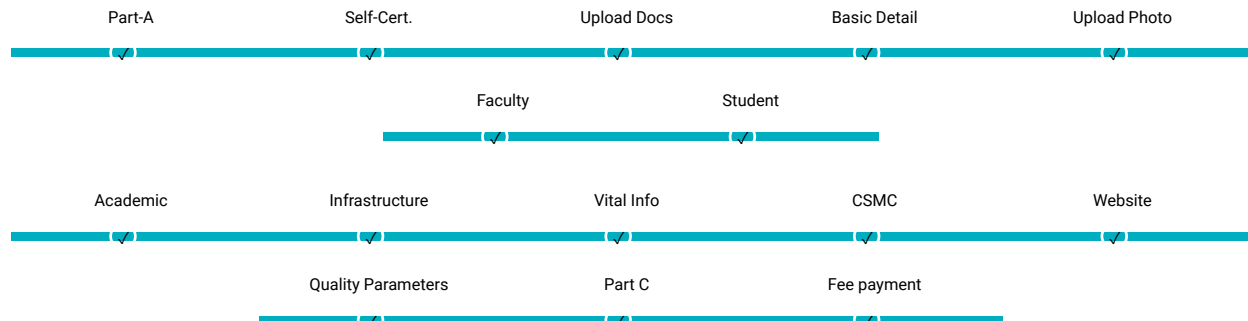 Part-A Self-Cert. Upload Docs Basic Detail Upload Photo
Faculty Student
Academic Infrastructure Vital Info CSMC Website
Quality Parameters Part C Fee payment